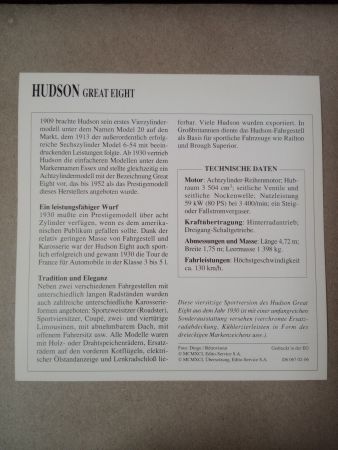 HUDSON GREAT EIGHT
1909 brachte Hudson sein erstes Vierzylinder-
modell unter dem Namen Model 20 auf den
Markt, dem 1913 der außerordentlich erfolg-
reiche Sechszylinder Model 6-54 mit beein-
druckenden Leistungen folgte. Ab 1930 vertrieb
Hudson die einfacheren Modelle unter dem
Markennamen Essex und stellte gleichzeitig ein
Achtzylindermodell mit der Bezeichnung Great
Eight vor, das bis 1952 als das Prestigemodell
dieses Herstellers angeboten wurde.
Ein leistungsfähiger Wurf
1930 mußte ein Prestigemodell über acht
Zylinder verfügen, wenn es dem amerika-
nischen Publikum gefallen sollte. Dank der
relativ geringen Masse von Fahrgestell und
Karosserie war der Hudson Eight auch sport-
lich erfolgreich und gewann 1930 die Tour de
France für Automobile in der Klasse 3 bis 5 l.
Tradition und Eleganz
Neben zwei verschiedenen Fahrgestellen mit
unterschiedlich langen Radständen wurden
auch zahlreiche unterschiedliche Karosserie-
formen angeboten: Sportzweisitzer (Roadster),
Sportviersitzer, Coupé, zwei- und viertürige
Limousinen, mit abnehmbarem Dach, mit
offenem Fahrersitz usw. Alle Modelle waren
mit Holz- oder Drahtspeichenrädern, Ersatz-
rädern auf den vorderen Kotflügeln, elektri-
scher Ölstandanzeige und Lenkradschloß lie-
ferbar. Viele Hudson wurden exportiert. In
Großbritannien diente das Hudson-Fahrgestell
als Basis für sportliche Fahrzeuge wie Railton
und Brough Superior.
TECHNISCHE DATEN
Motor: Achtzylinder-Reihenmotor; Hub-
raum 3 504 cm³; seitliche Ventile und
seitliche Nockenwelle, Nutzleistung
59 kW (80 PS) bei 3 400/min; ein Steig-
oder Fallstromvergaser.
Kraftübertragung: Hinterradantrieb;
Dreigang-Schaltgetriebe.
Abmessungen und Masse: Länge 4,72 m;
Breite 1,75 m; Leermasse 1 398 kg.
Fahrleistungen: Höchstgeschwindigkeit
ca. 130 km/h.
Diese viersitzige Sportversion des Hudson Great
Eight aus dem Jahre 1930 ist mit einer umfangreichen
Sonderausstattung versehen (verchromte Ersatz-
radabdeckung, Kühlerzierleisten in Form des
dreieckigen Markenzeichens usw.).
© MCMXCI, Edito-Service S.A.
© MCMXCI, Übersetzung, Edito-Service S.A.
Gedruckt in der EG